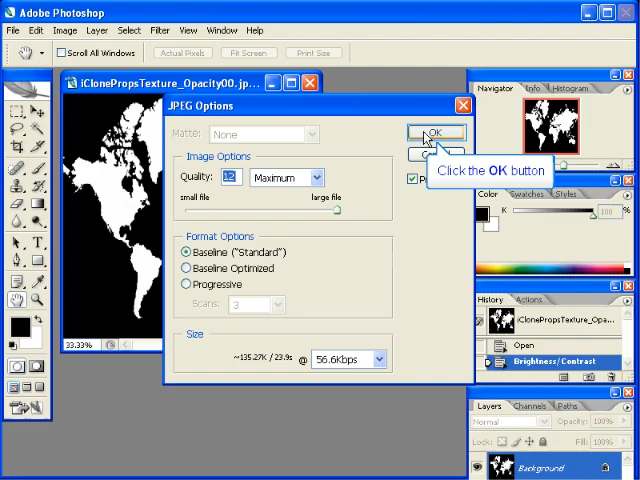 Adobe Photoshop
File Edit Image Layer Select Filter View Window Help
Scroll All Windows Actual Pixels Fit Screen Print Size
iClonePropsTexture_Opacity00.jp...
JPEG Options
Matte: None
OK
Image Options
Quality: 12 Maximum
small file large file
Click the OK button
Format Options
Baseline ("Standard")
Baseline Optimized
Progressive
Scans: 3
Size
~135.27K / 23.9s @ 56.6Kbps
33.33%
Navigator Info Histogram
Color Swatches Styles
K 100 %
History Actions
iClonePropsTexture_Opa...
Open
Brightness/Contrast
Layers Channels Paths
Normal Opacity: 100%
Lock: Fill: 100%
Background